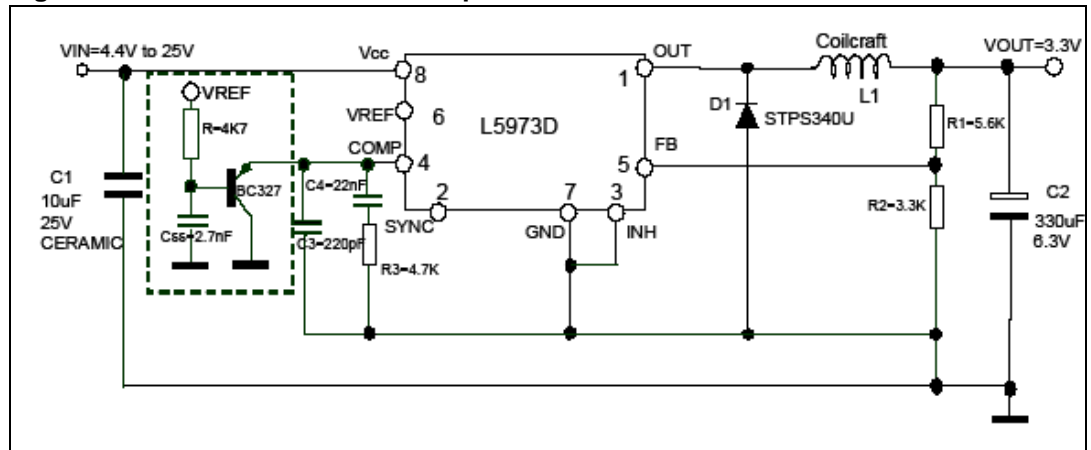 VIN=4.4V to 25V
VREF
R=4K7
BC327
Css=2.7nF
C1
10uF
25V
CERAMIC
Vcc
8
VREF
6
COMP
4
C4=22nF
C3=220pF
R3=4.7K
SYNC
2
L5973D
7
GND
3
INH
OUT
1
FB
5
D1
STPS340U
Coilcraft
L1
VOUT=3.3V
R1=5.6K
R2=3.3K
C2
330uF
6.3V